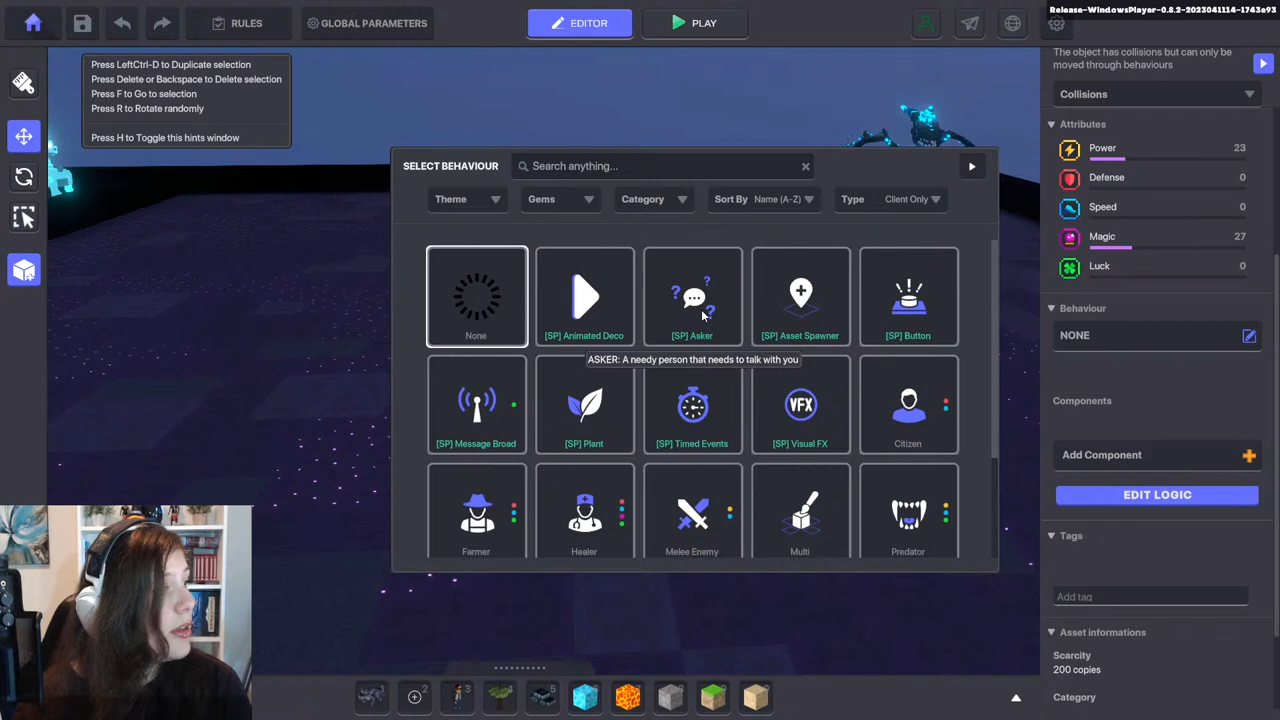 Release-WindowsPlayer-0.8.2-2023041114-1743e93
RULES
GLOBAL PARAMETERS
EDITOR
PLAY
Press LeftCtrl-D to Duplicate selection
Press Delete or Backspace to Delete selection
Press F to Go to selection
Press R to Rotate randomly
Press H to Toggle this hints window
SELECT BEHAVIOUR
Search anything...
Theme
Gems
Category
Sort By Name (A-Z)
Type Client Only
None
[SP] Animated Deco
[SP] Asker
[SP] Asset Spawner
[SP] Button
ASKER: A needy person that needs to talk with you
VFX
[SP] Message Broad
[SP] Plant
[SP] Timed Events
[SP] Visual FX
Citizen
Farmer
Healer
Melee Enemy
Multi
Predator
The object has collisions but can only be
moved through behaviours
Collisions
Attributes
Power 23
Defense 0
Speed 0
Magic 27
Luck 0
Behaviour
NONE
Components
Add Component
EDIT LOGIC
Tags
Add tag
Asset informations
Scarcity
200 copies
Category
2
3
5